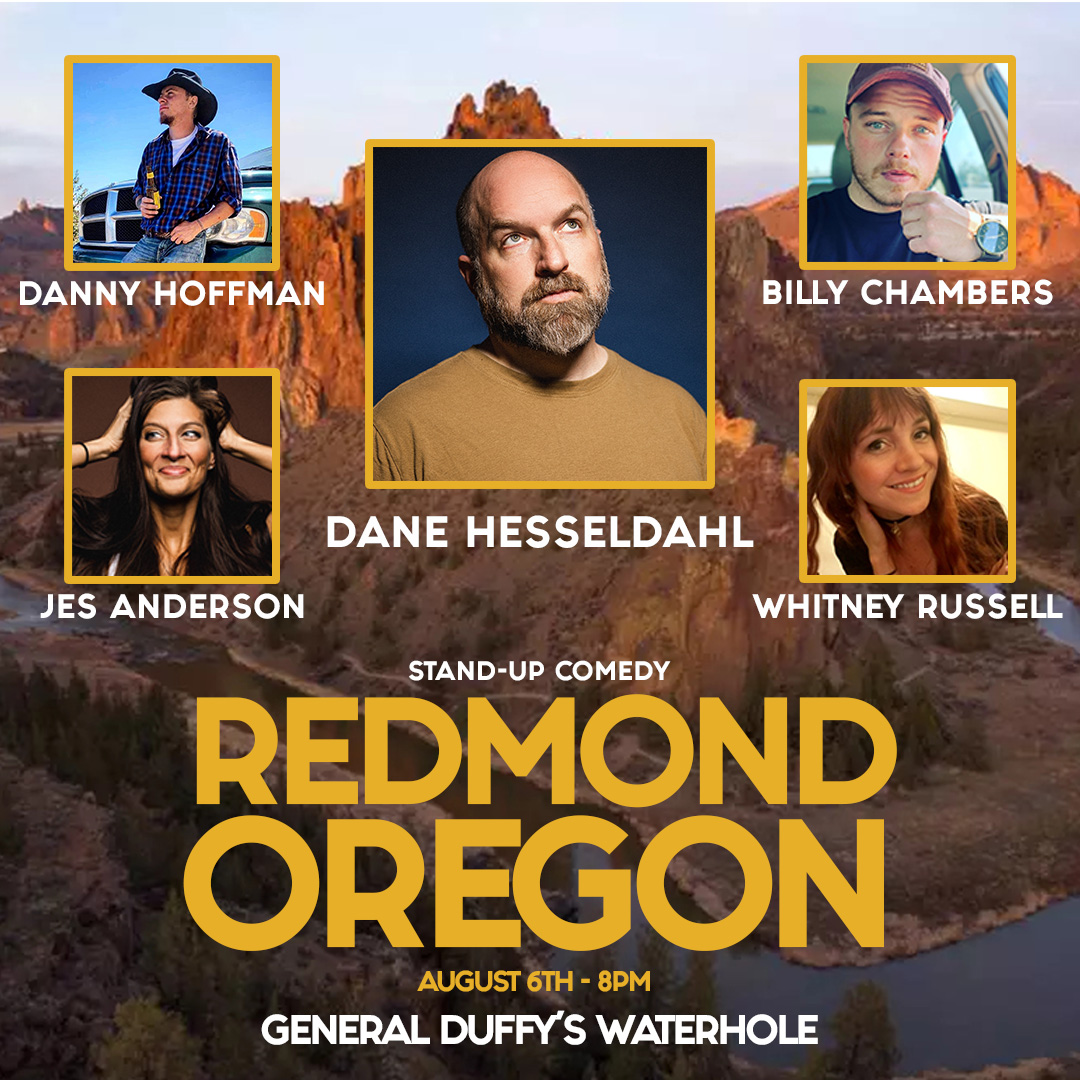 DANNY HOFFMAN
BILLY CHAMBERS
DANE HESSELDAHL
JES ANDERSON
WHITNEY RUSSELL
STAND-UP COMEDY
REDMOND
OREGON
AUGUST 6TH - 8PM
GENERAL DUFFY'S WATERHOLE